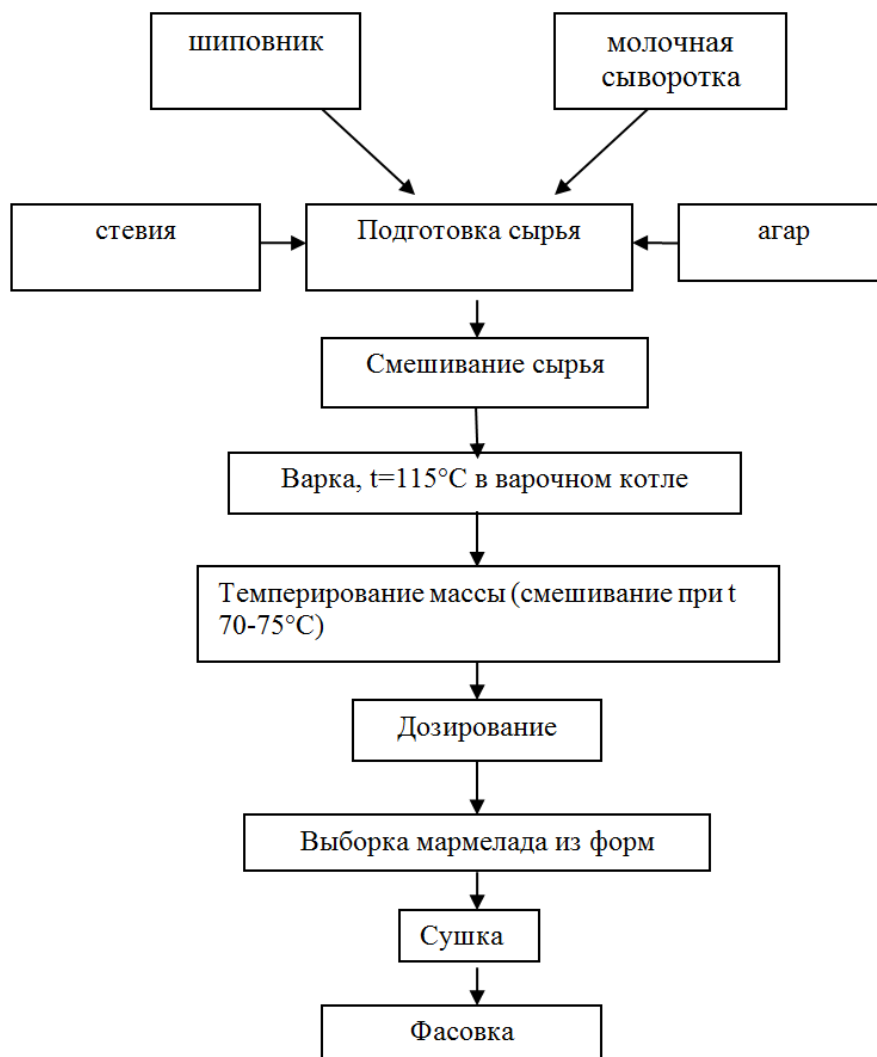 шиповник
молочная
сыворотка
стевия
Подготовка сырья
агар
Смешивание сырья
Варка, t=115°C в варочном котле
Темперирование массы (смешивание при t
70-75°C)
Дозирование
Выборка мармелада из форм
Сушка
Фасовка